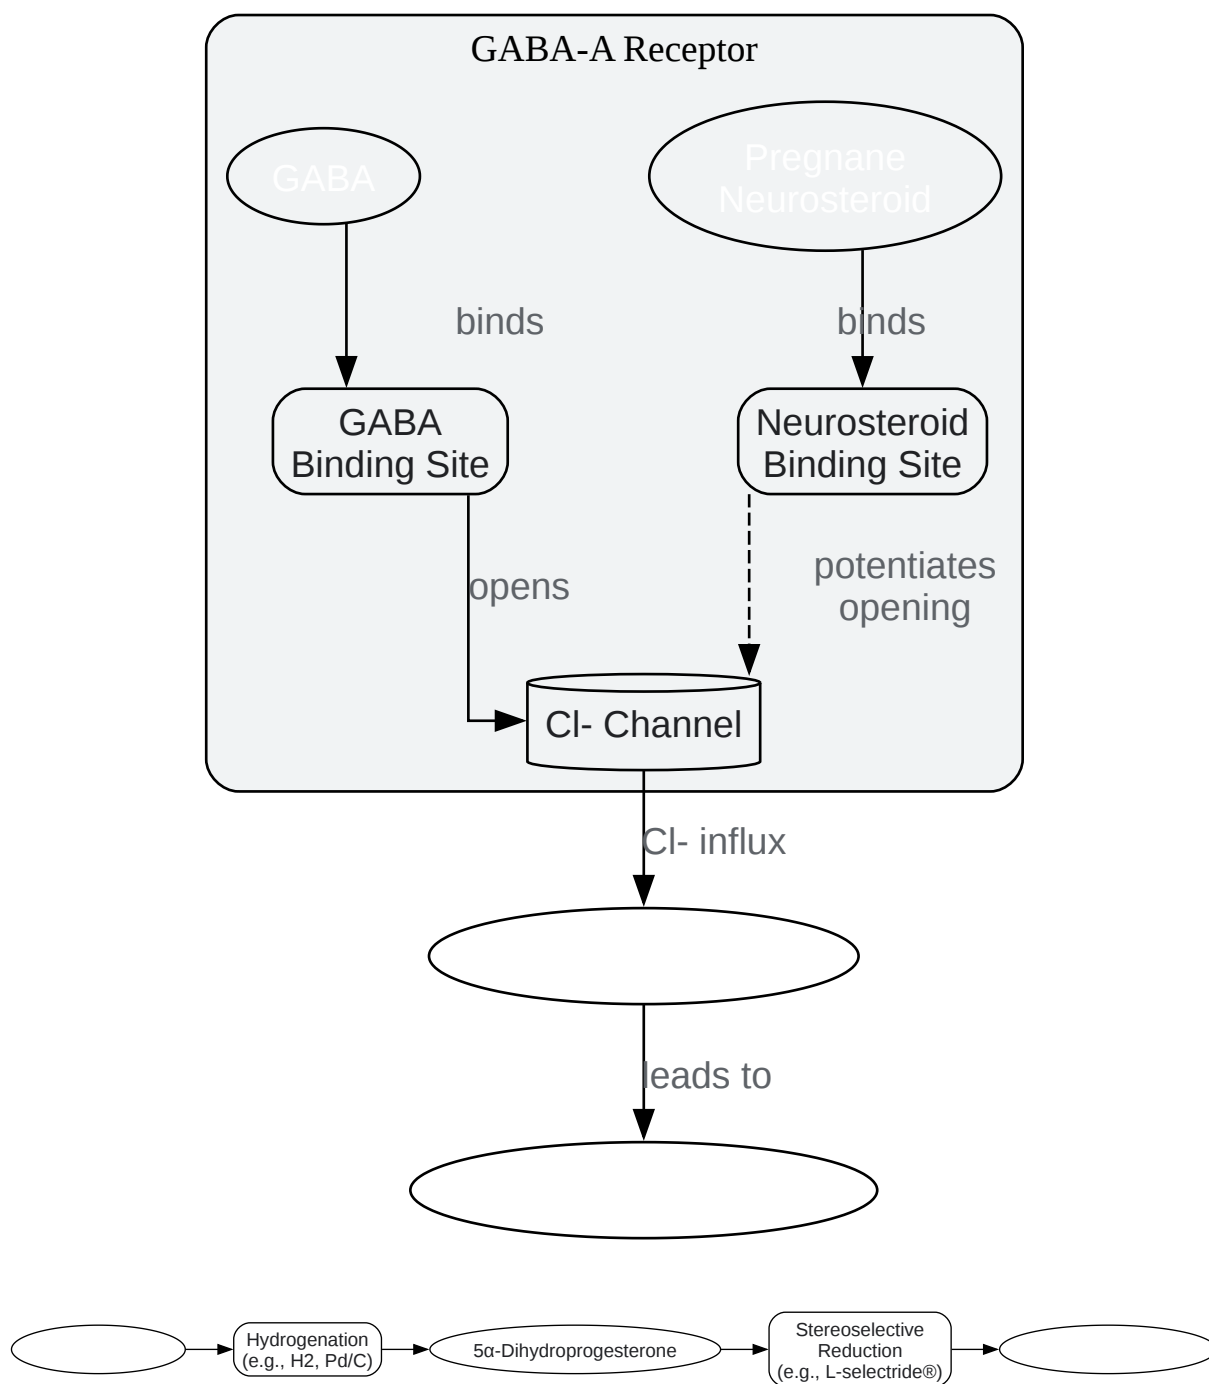 GABA-A Receptor
GABA
Pregnane
Neurosteroid
binds
binds
GABA
Binding Site
Neurosteroid
Binding Site
opens
potentiates
opening
Cl- Channel
Cl- influx
leads to
Hydrogenation
(e.g., H2, Pd/C)
5α-Dihydroprogesterone
Stereoselective
Reduction
(e.g., L-selectride®)